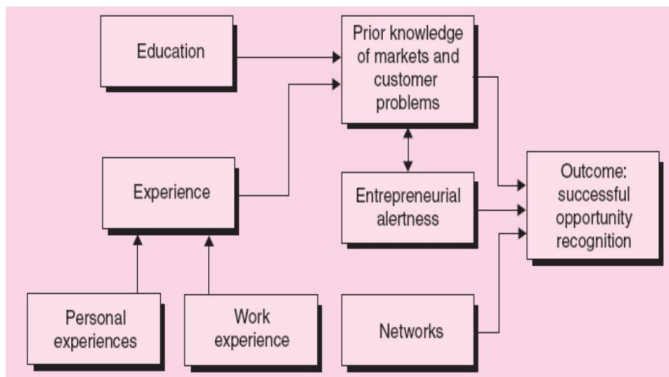 Education
Prior knowledge
of markets and
customer
problems
Experience
Entrepreneurial
alertness
Outcome:
successful
opportunity
recognition
Personal
experiences
Work
experience
Networks